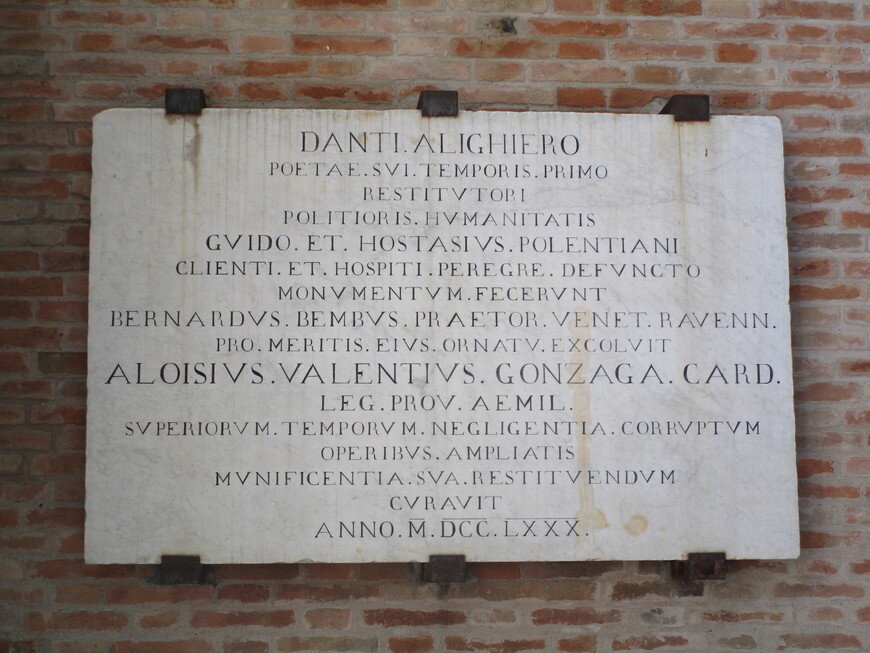 DANTI.ALIGHIERO
POETAE.SVI.TEMPORIS.PRIMO
RESTITVTORI
POLITIORIS.HVMANITATIS
GVIDO.ET.HOSTASIVS.POLENTIANI
CLIENTI.ET.HOSPITI.PEREGRE.DEFVNCTO
MONVMENTVM.FECERVNT
BERNARDVS.BEMBVS.PRAETOR.VENET.RAVENN.
PRO.MERITIS.EIVS.ORNATV.EXCOLVIT
ALOISIVS.VALENTIVS.GONZAGA.CARD.
LEG.PROV.AEMIL.
SVPERIORVM.TEMPORVM.NEGLIGENTIA.CORRVPTVM
OPERIBVS.AMPLIATIS
MVNIFICENTIA.SVA.RESTITVENDVM
CVRAVIT
ANNO.M.DCC.LXXX.